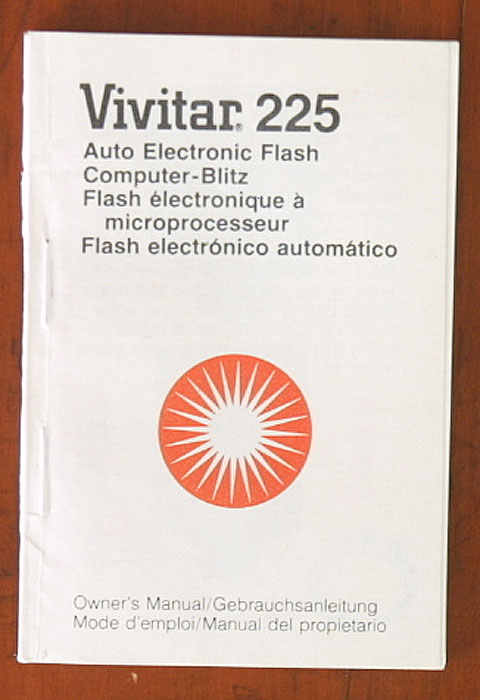 Vivitar® 225
Auto Electronic Flash
Computer-Blitz
Flash électronique à
microprocesseur
Flash electrónico automático
Owner's Manual/Gebrauchsanleitung
Mode d'emploi/Manual del propietario